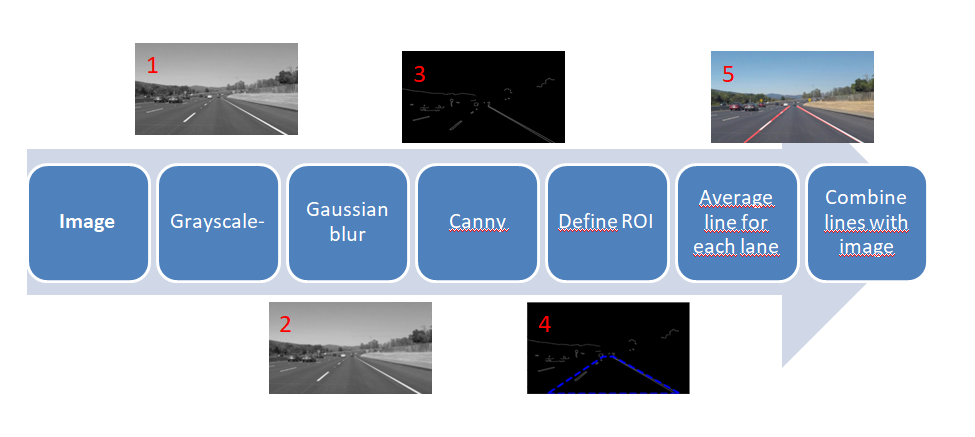 1
3
5
Image
Grayscale-
Gaussian
blur
Canny
Define ROI
Average
line for
each lane
Combine
lines with
image
2
4